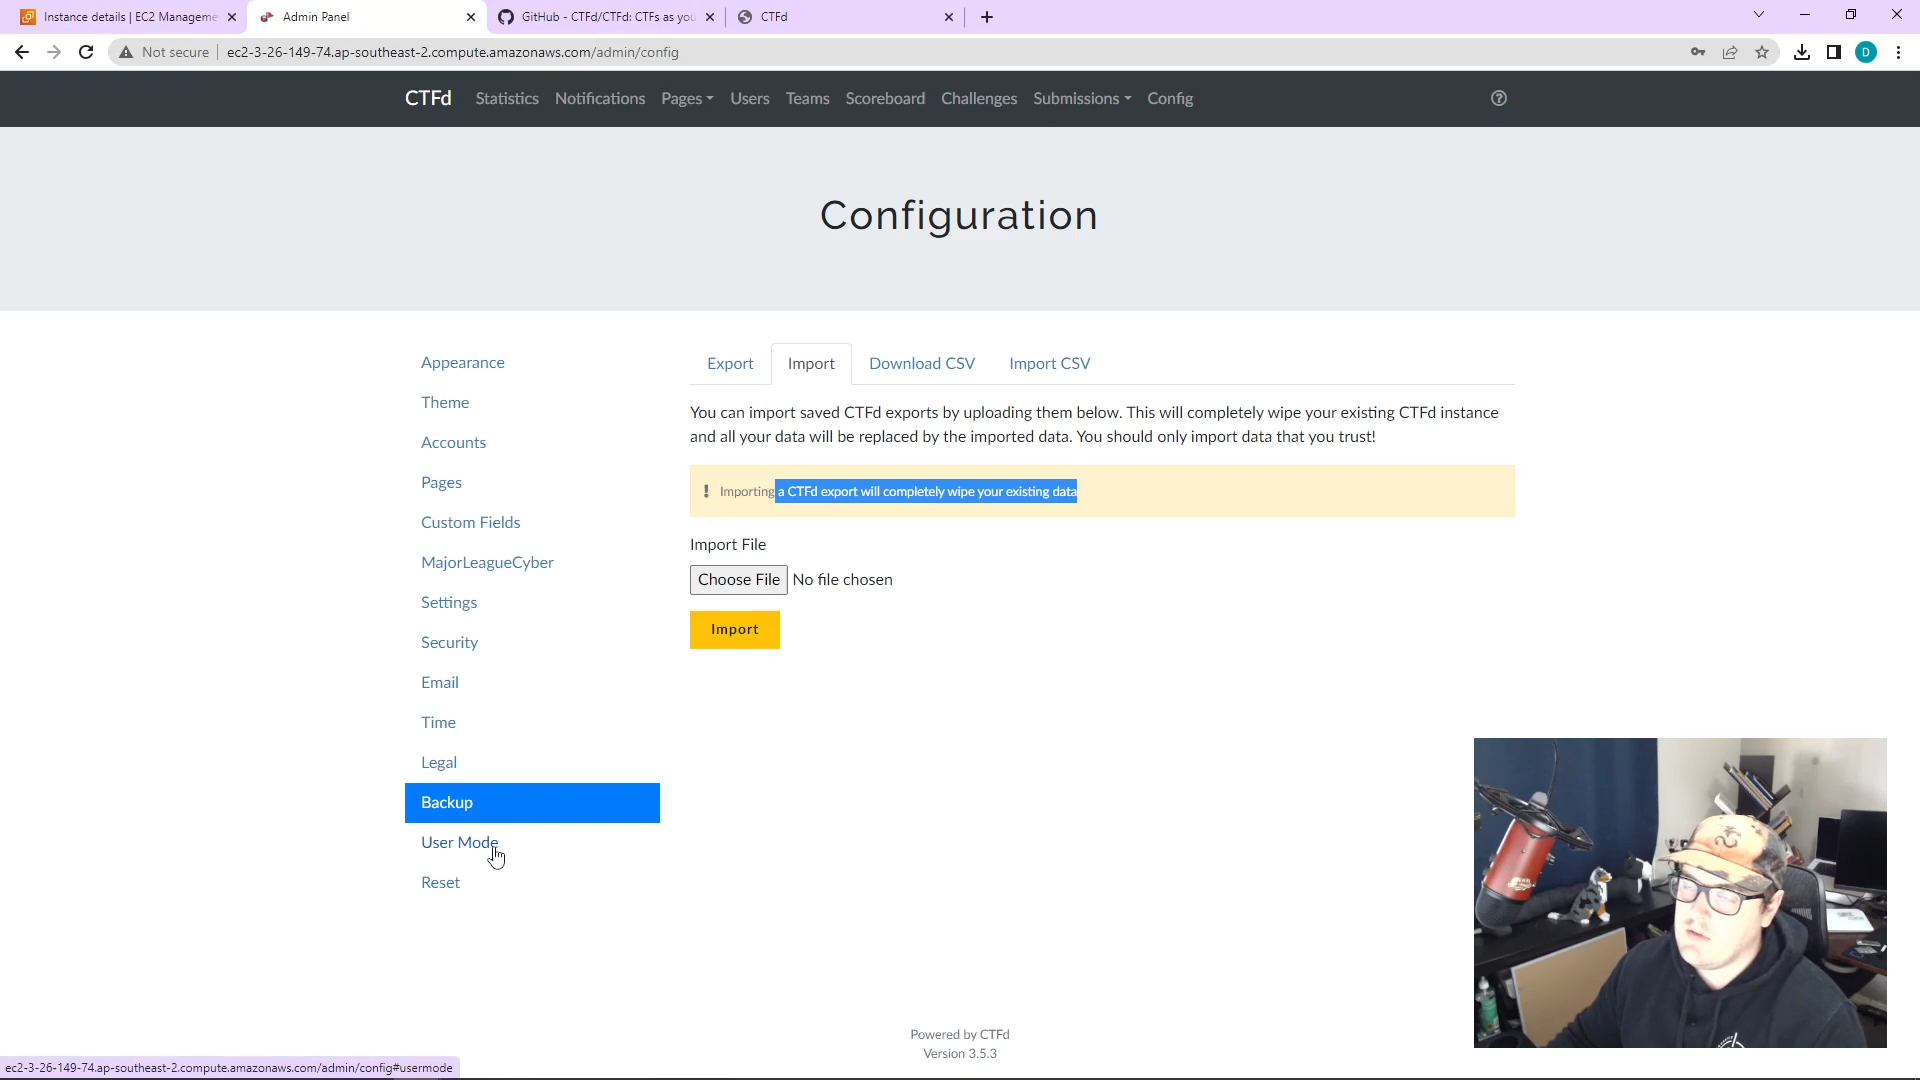 Instance details | EC2 Manageme
Admin Panel
GitHub - CTFd/CTFd: CTFs as you
CTFd
Not secure
ec2-3-26-149-74.ap-southeast-2.compute.amazonaws.com/admin/config
D
CTFd
Statistics
Notifications
Pages
Users
Teams
Scoreboard
Challenges
Submissions
Config
Configuration
Appearance
Theme
Accounts
Pages
Custom Fields
MajorLeagueCyber
Settings
Security
Email
Time
Legal
Backup
User Mode
Reset
Export
Import
Download CSV
Import CSV
You can import saved CTFd exports by uploading them below. This will completely wipe your existing CTFd instance
and all your data will be replaced by the imported data. You should only import data that you trust!
Importing a CTFd export will completely wipe your existing data
Import File
Choose File No file chosen
Import
Powered by CTFd
Version 3.5.3
ec2-3-26-149-74.ap-southeast-2.compute.amazonaws.com/admin/config#usermode